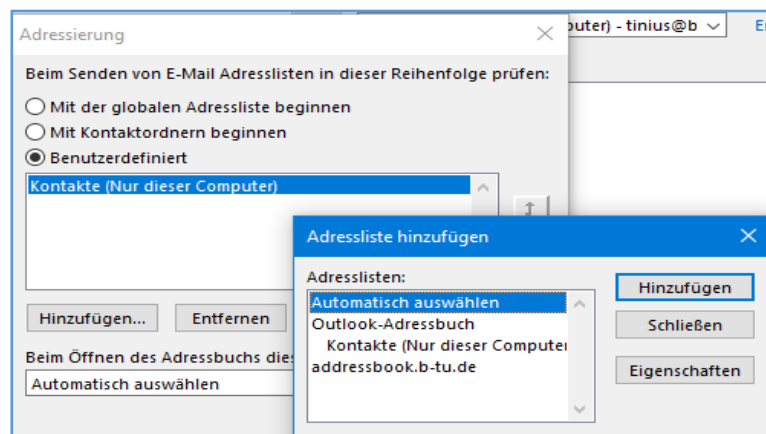 Adressierung
puter) - tinius@b
Beim Senden von E-Mail Adresslisten in dieser Reihenfolge prüfen:
Mit der globalen Adressliste beginnen
Mit Kontaktordnern beginnen
Benutzerdefiniert
Kontakte (Nur dieser Computer)
Hinzufügen...
Entfernen
Beim Öffnen des Adressbuchs dies
Automatisch auswählen
Adressliste hinzufügen
Adresslisten:
Automatisch auswählen
Outlook-Adressbuch
Kontakte (Nur dieser Computer
addressbook.b-tu.de
Hinzufügen
Schließen
Eigenschaften